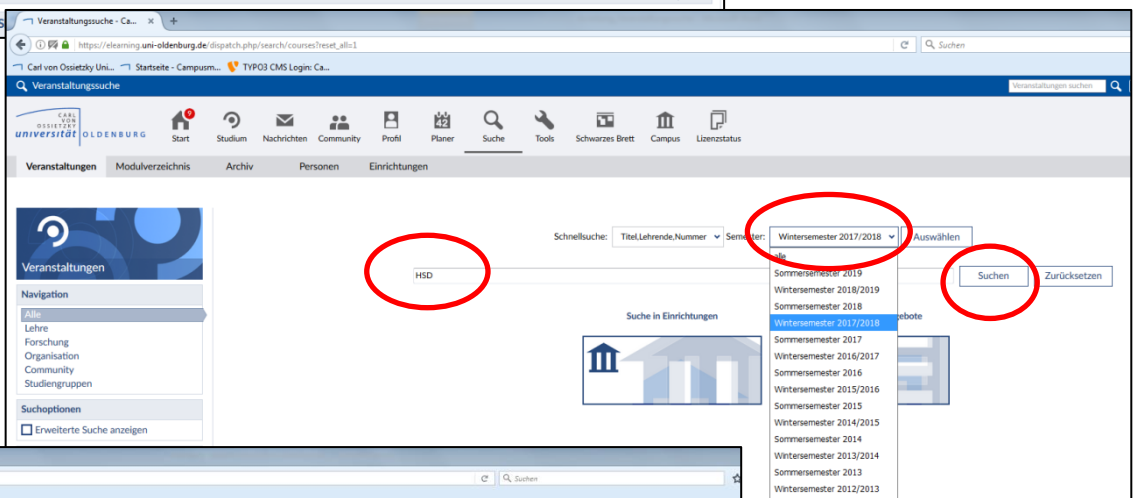 s
Veranstaltungssuche - Ca... × +
https://elearning.uni-oldenburg.de/dispatch.php/search/courses?reset_all=1
Suchen
Carl von Ossietzky Uni... Startseite - Campusm... TYPO3 CMS Login: Ca...
Veranstaltungssuche
Veranstaltungen suchen
CARL
VON
OSSIETZKY
universität OLDENBURG
9
42
Start Studium Nachrichten Community Profil Planer Suche Tools Schwarzes Brett Campus Lizenzstatus
Veranstaltungen Modulverzeichnis Archiv Personen Einrichtungen
Schnellsuche: Titel,Lehrende,Nummer Semester: Wintersemester 2017/2018 Auswählen
HSD
Suchen Zurücksetzen
Veranstaltungen
Navigation
Alle
Lehre
Forschung
Organisation
Community
Studiengruppen
Suchoptionen
Erweiterte Suche anzeigen
Suche in Einrichtungen
ebote
alle
Sommersemester 2019
Wintersemester 2018/2019
Sommersemester 2018
Wintersemester 2017/2018
Sommersemester 2017
Wintersemester 2016/2017
Sommersemester 2016
Wintersemester 2015/2016
Sommersemester 2015
Wintersemester 2014/2015
Sommersemester 2014
Wintersemester 2013/2014
Sommersemester 2013
Wintersemester 2012/2013
Suchen